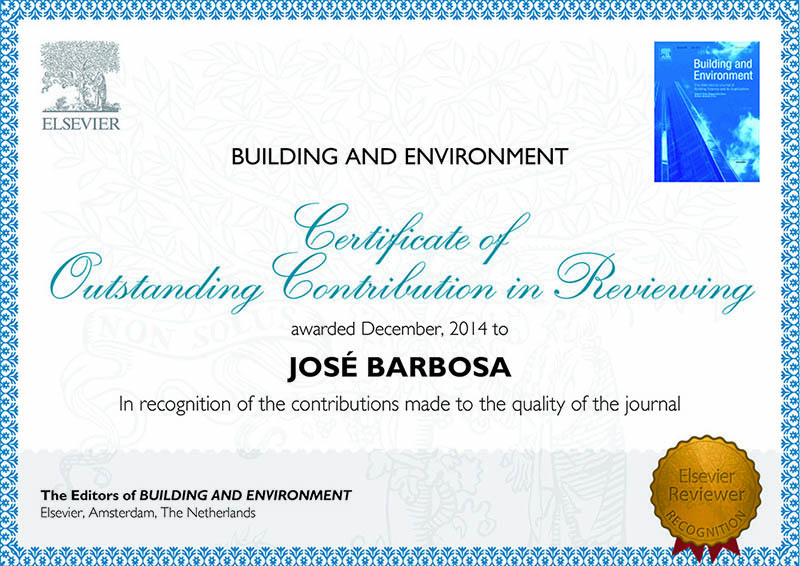 ELSEVIER
Building and
Environment
BUILDING AND ENVIRONMENT
Certificate of
Outstanding Contribution in Reviewing
awarded December, 2014 to
JOSÉ BARBOSA
In recognition of the contributions made to the quality of the journal
NON SOLUS
The Editors of BUILDING AND ENVIRONMENT
Elsevier, Amsterdam, The Netherlands
Elsevier
Reviewer
RECOGNITION